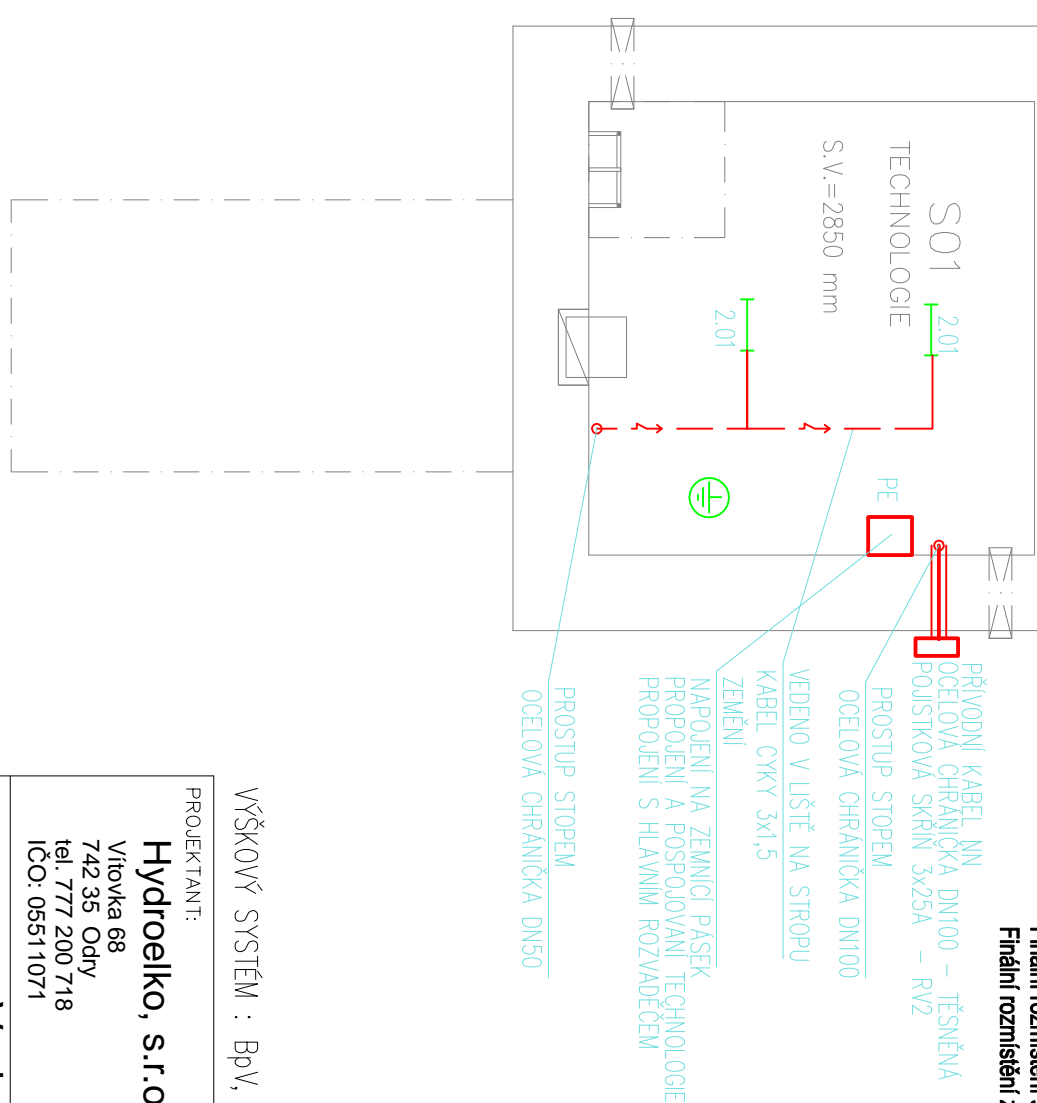 Finální rozmístění
Finální rozmístění
S01
TECHNOLOGIE
S.V.=2850 mm
2.01
2.01
PE
PŘÍVODNÍ KABEL NN
OCELOVÁ CHRÁNIČKA DN100 - TĚSNĚNÁ
POJISTKOVÁ SKŘÍŇ 3x25A - RV2
PROSTUP STOPEM
OCELOVÁ CHRÁNIČKA DN100
VEDENO V LIŠTĚ NA STROPU
KABEL CYKY 3x1,5
ZEMĚNÍ
NAPOJENÍ NA ZEMNÍCÍ PÁSEK
PROPOJENÍ A POSPOJOVÁNÍ TECHNOLOGIE
PROPOJENÍ S HLAVNÍM ROZVADĚČEM
PROSTUP STOPEM
OCELOVÁ CHRÁNIČKA DN50
VÝŠKOVÝ SYSTÉM : BpV,
PROJEKTANT:
Hydroelko, s.r.o
Vítovka 68
742 35 Odry
tel. 777 200 718
IČO: 05511071